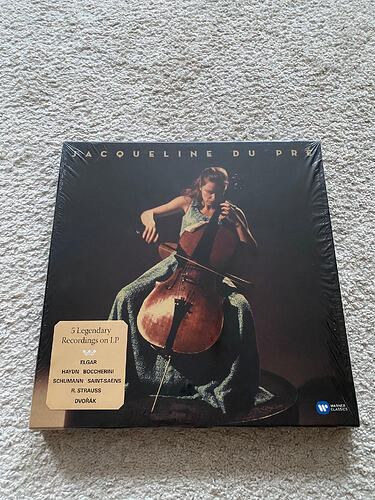 JACQUELINE DU PRÉ
5 Legendary
Recordings on LP
ELGAR
HAYDN BOCCHERINI
SCHUMANN SAINT-SAËNS
R. STRAUSS
DVOŘÁK
WARNER
CLASSICS